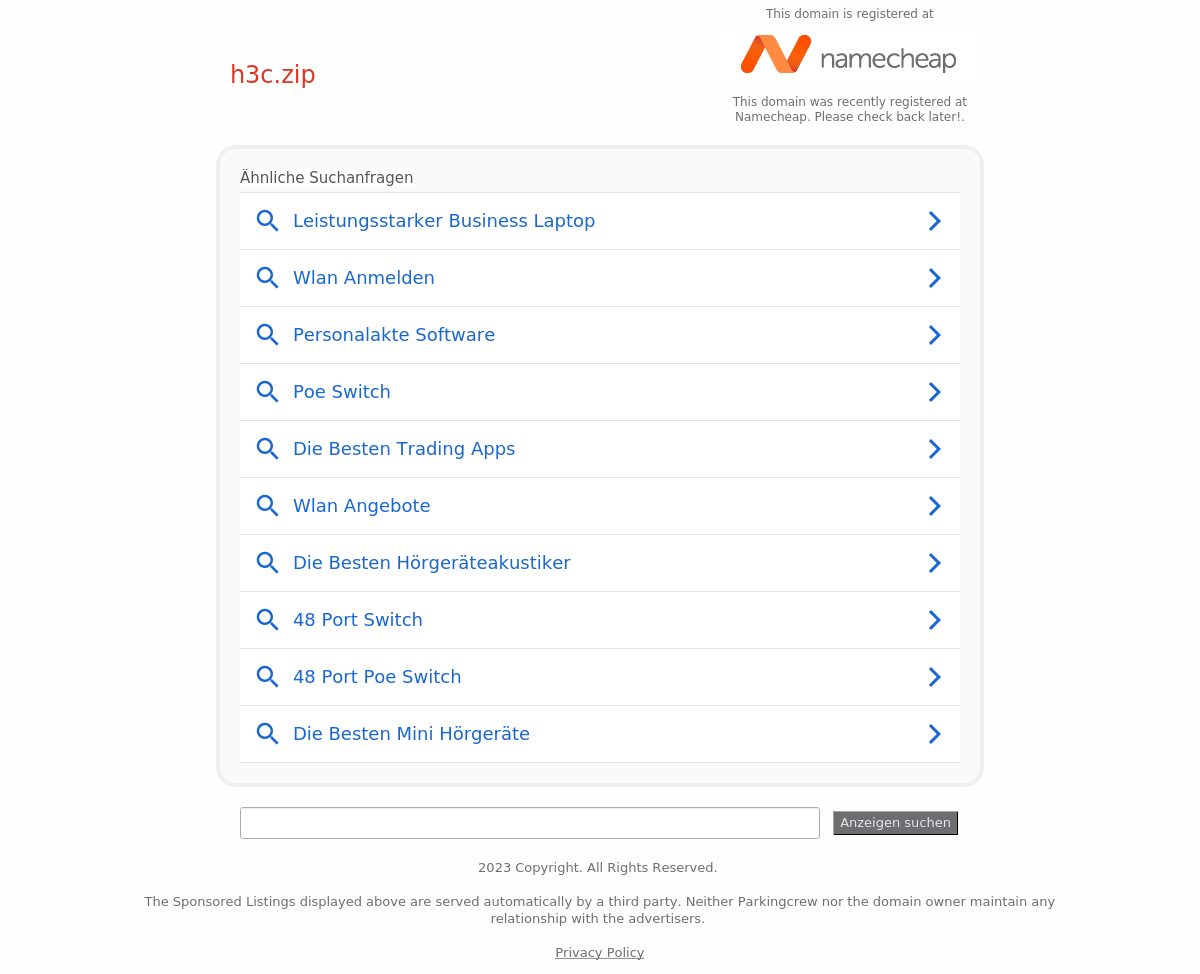 This domain is registered at
namecheap
h3c.zip
This domain was recently registered at
Namecheap. Please check back later!.
Ähnliche Suchanfragen
Leistungsstarker Business Laptop
Wlan Anmelden
Personalakte Software
Poe Switch
Die Besten Trading Apps
Wlan Angebote
Die Besten Hörgeräteakustiker
48 Port Switch
48 Port Poe Switch
Die Besten Mini Hörgeräte
Anzeigen suchen
2023 Copyright. All Rights Reserved.
The Sponsored Listings displayed above are served automatically by a third party. Neither Parkingcrew nor the domain owner maintain any
relationship with the advertisers.
Privacy Policy